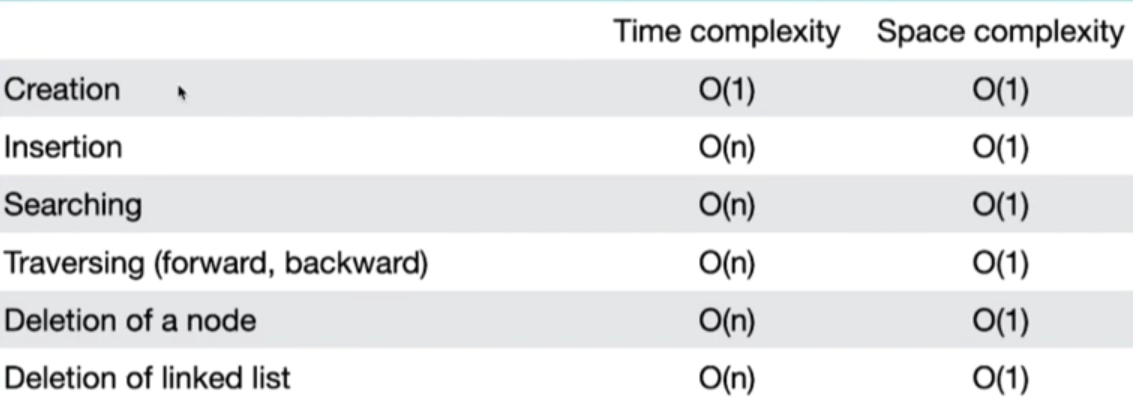 Time complexity Space complexity
Creation O(1) O(1)
Insertion O(n) O(1)
Searching O(n) O(1)
Traversing (forward, backward) O(n) O(1)
Deletion of a node O(n) O(1)
Deletion of linked list O(n) O(1)